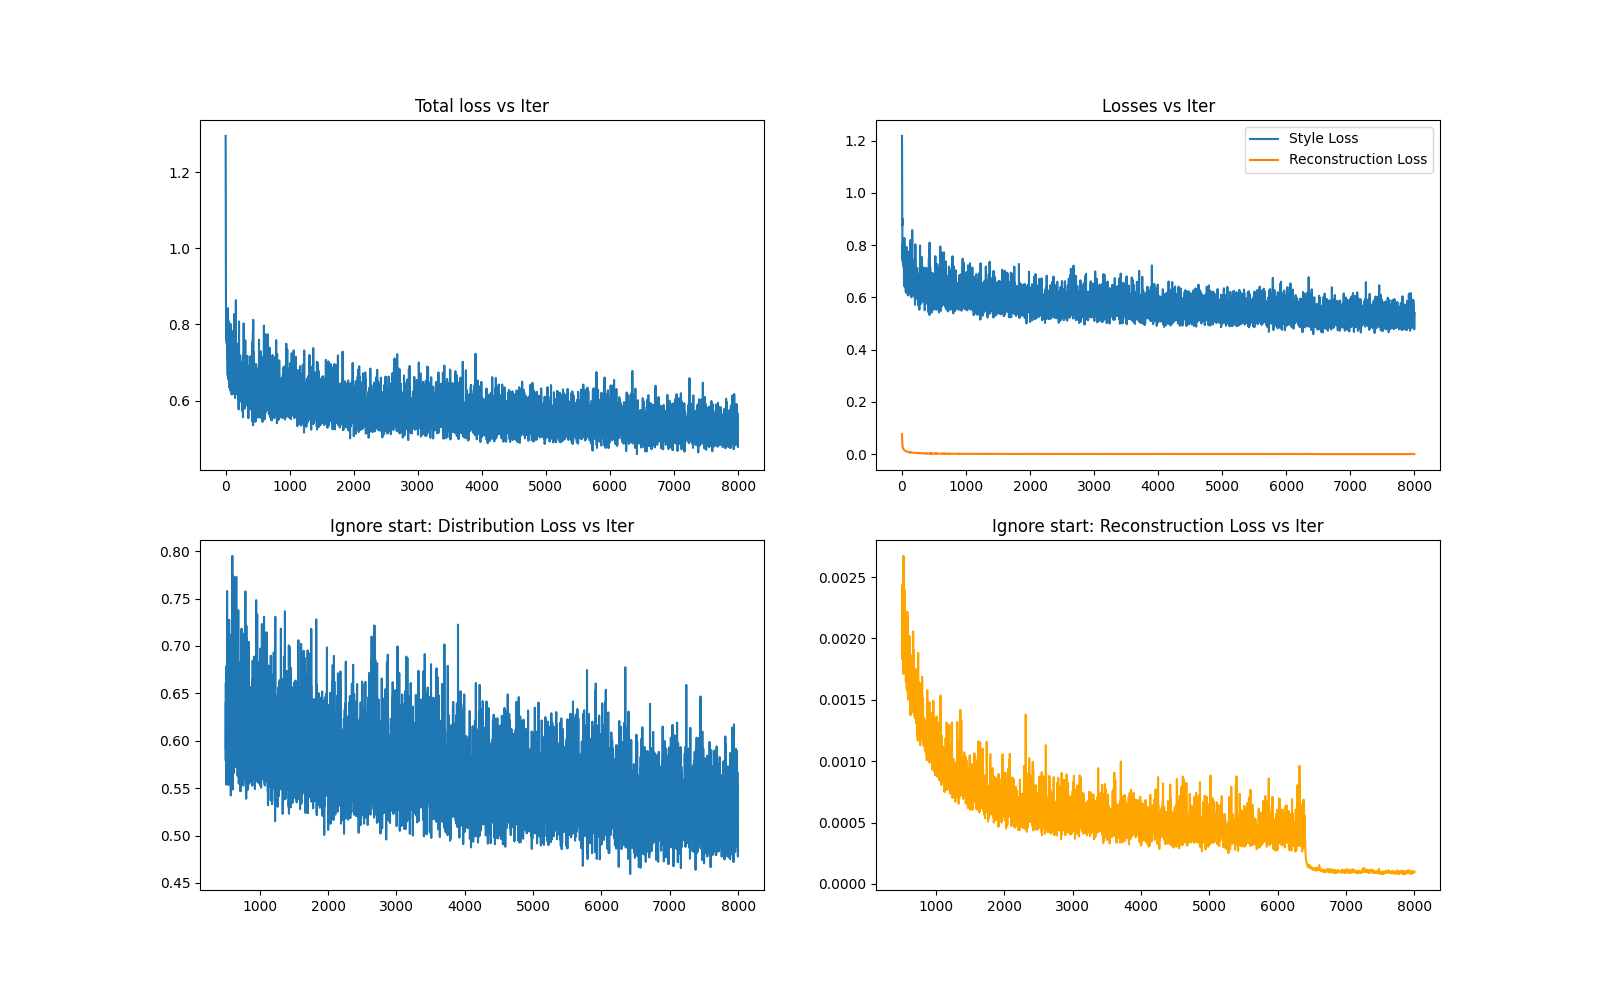 Total loss vs Iter
1.2
1.0
0.8
0.6
0 1000 2000 3000 4000 5000 6000 7000 8000
Losses vs Iter
Style Loss
Reconstruction Loss
1.2
1.0
0.8
0.6
0.4
0.2
0.0
0 1000 2000 3000 4000 5000 6000 7000 8000
Ignore start: Distribution Loss vs Iter
0.80
0.75
0.70
0.65
0.60
0.55
0.50
0.45
1000 2000 3000 4000 5000 6000 7000 8000
Ignore start: Reconstruction Loss vs Iter
0.0025
0.0020
0.0015
0.0010
0.0005
0.0000
1000 2000 3000 4000 5000 6000 7000 8000